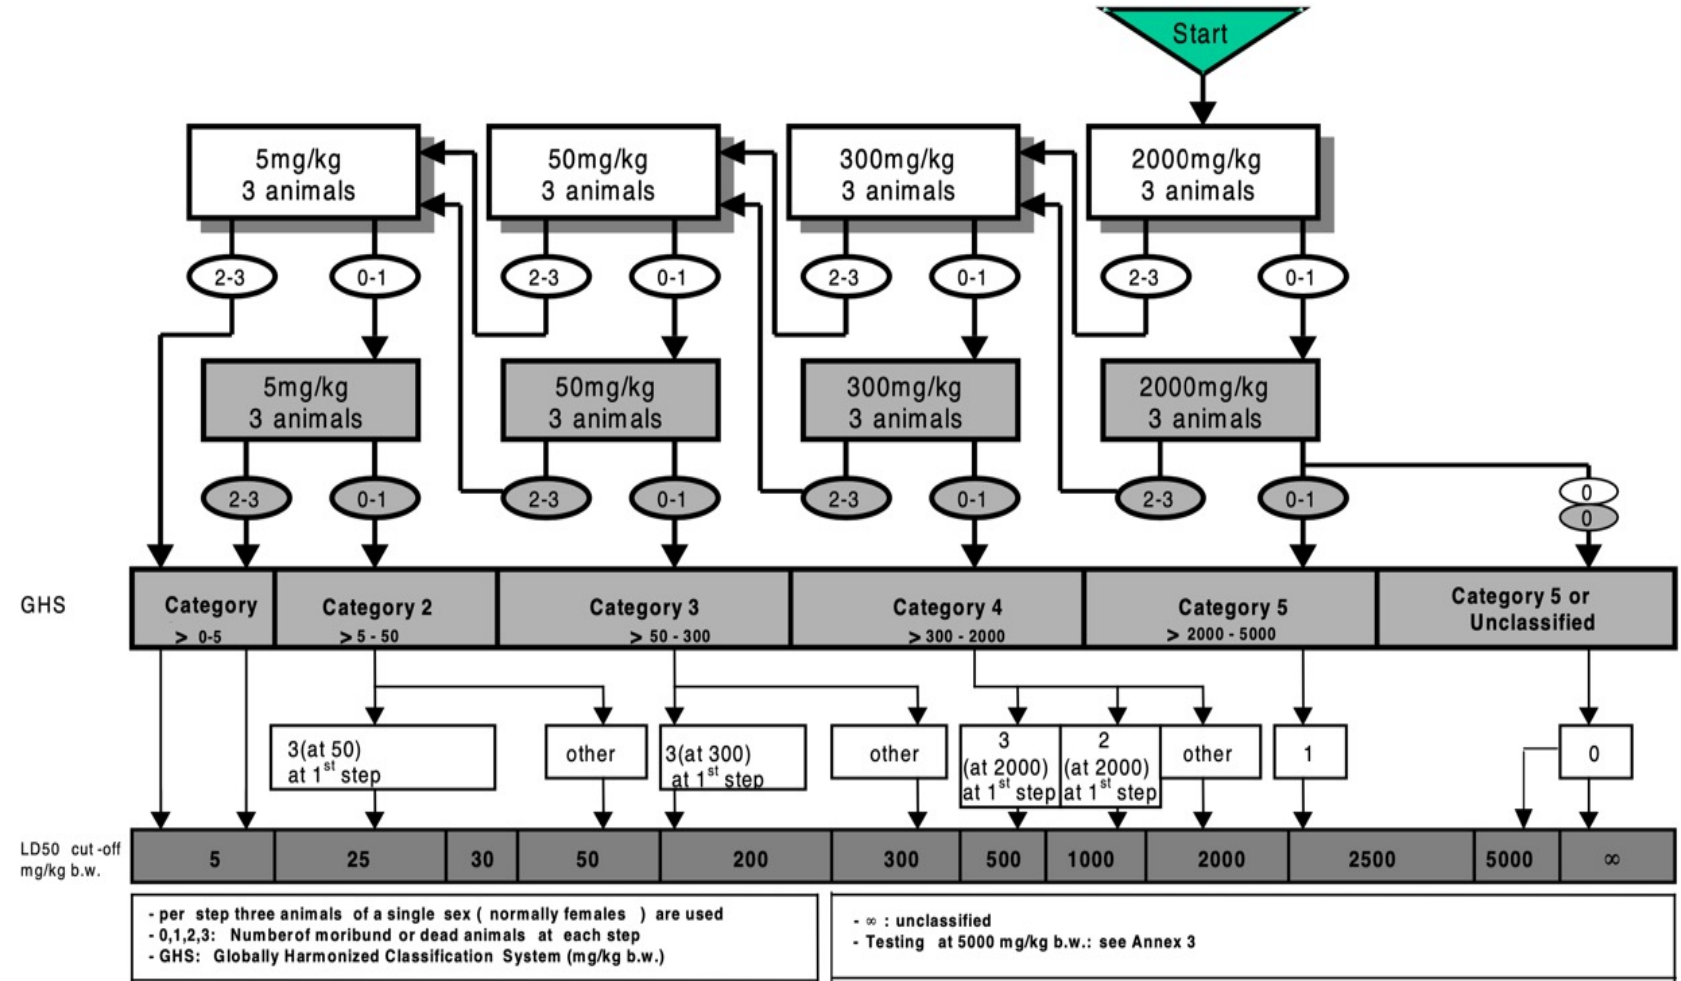 Start
5mg/kg
3 animals
50mg/kg
3 animals
300mg/kg
3 animals
2000mg/kg
3 animals
2-3
0-1
2-3
0-1
2-3
0-1
2-3
0-1
5mg/kg
3 animals
50mg/kg
3 animals
300mg/kg
3 animals
2000mg/kg
3 animals
2-3
0-1
2-3
0-1
2-3
0-1
2-3
0-1
0
0
GHS
Category
> 0-5
Category 2
>5 - 50
Category 3
> 50 - 300
Category 4
>300 - 2000
Category 5
> 2000 - 5000
Category 5 or
Unclassified
3(at 50)
at 1st step
other
3(at 300)
at 1st step
other
3
(at 2000)
at 1st step
2
(at 2000)
at 1st step
other
1
0
LD50 cut-off
mg/kg b.w.
5
25
30
50
200
300
500
1000
2000
2500
5000
∞
- per step three animals of a single sex ( normally females ) are used
- 0,1,2,3: Numberof moribund or dead animals at each step
- GHS: Globally Harmonized Classification System (mg/kg b.w.)
- ∞ : unclassified
- Testing at 5000 mg/kg b.w.: see Annex 3